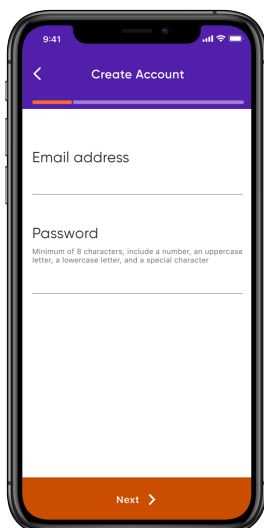 9:41
Create Account
Email address
Password
Minimum of 8 characters, include a number, an uppercase
letter, a lowercase letter, and a special character
Next